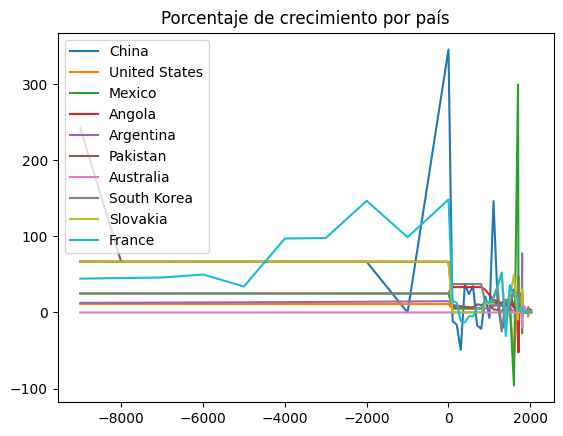 Porcentaje de crecimiento por país
China
United States
Mexico
Angola
Argentina
Pakistan
Australia
South Korea
Slovakia
France
300
200
100
0
−100
−8000
−6000
−4000
−2000
0
2000